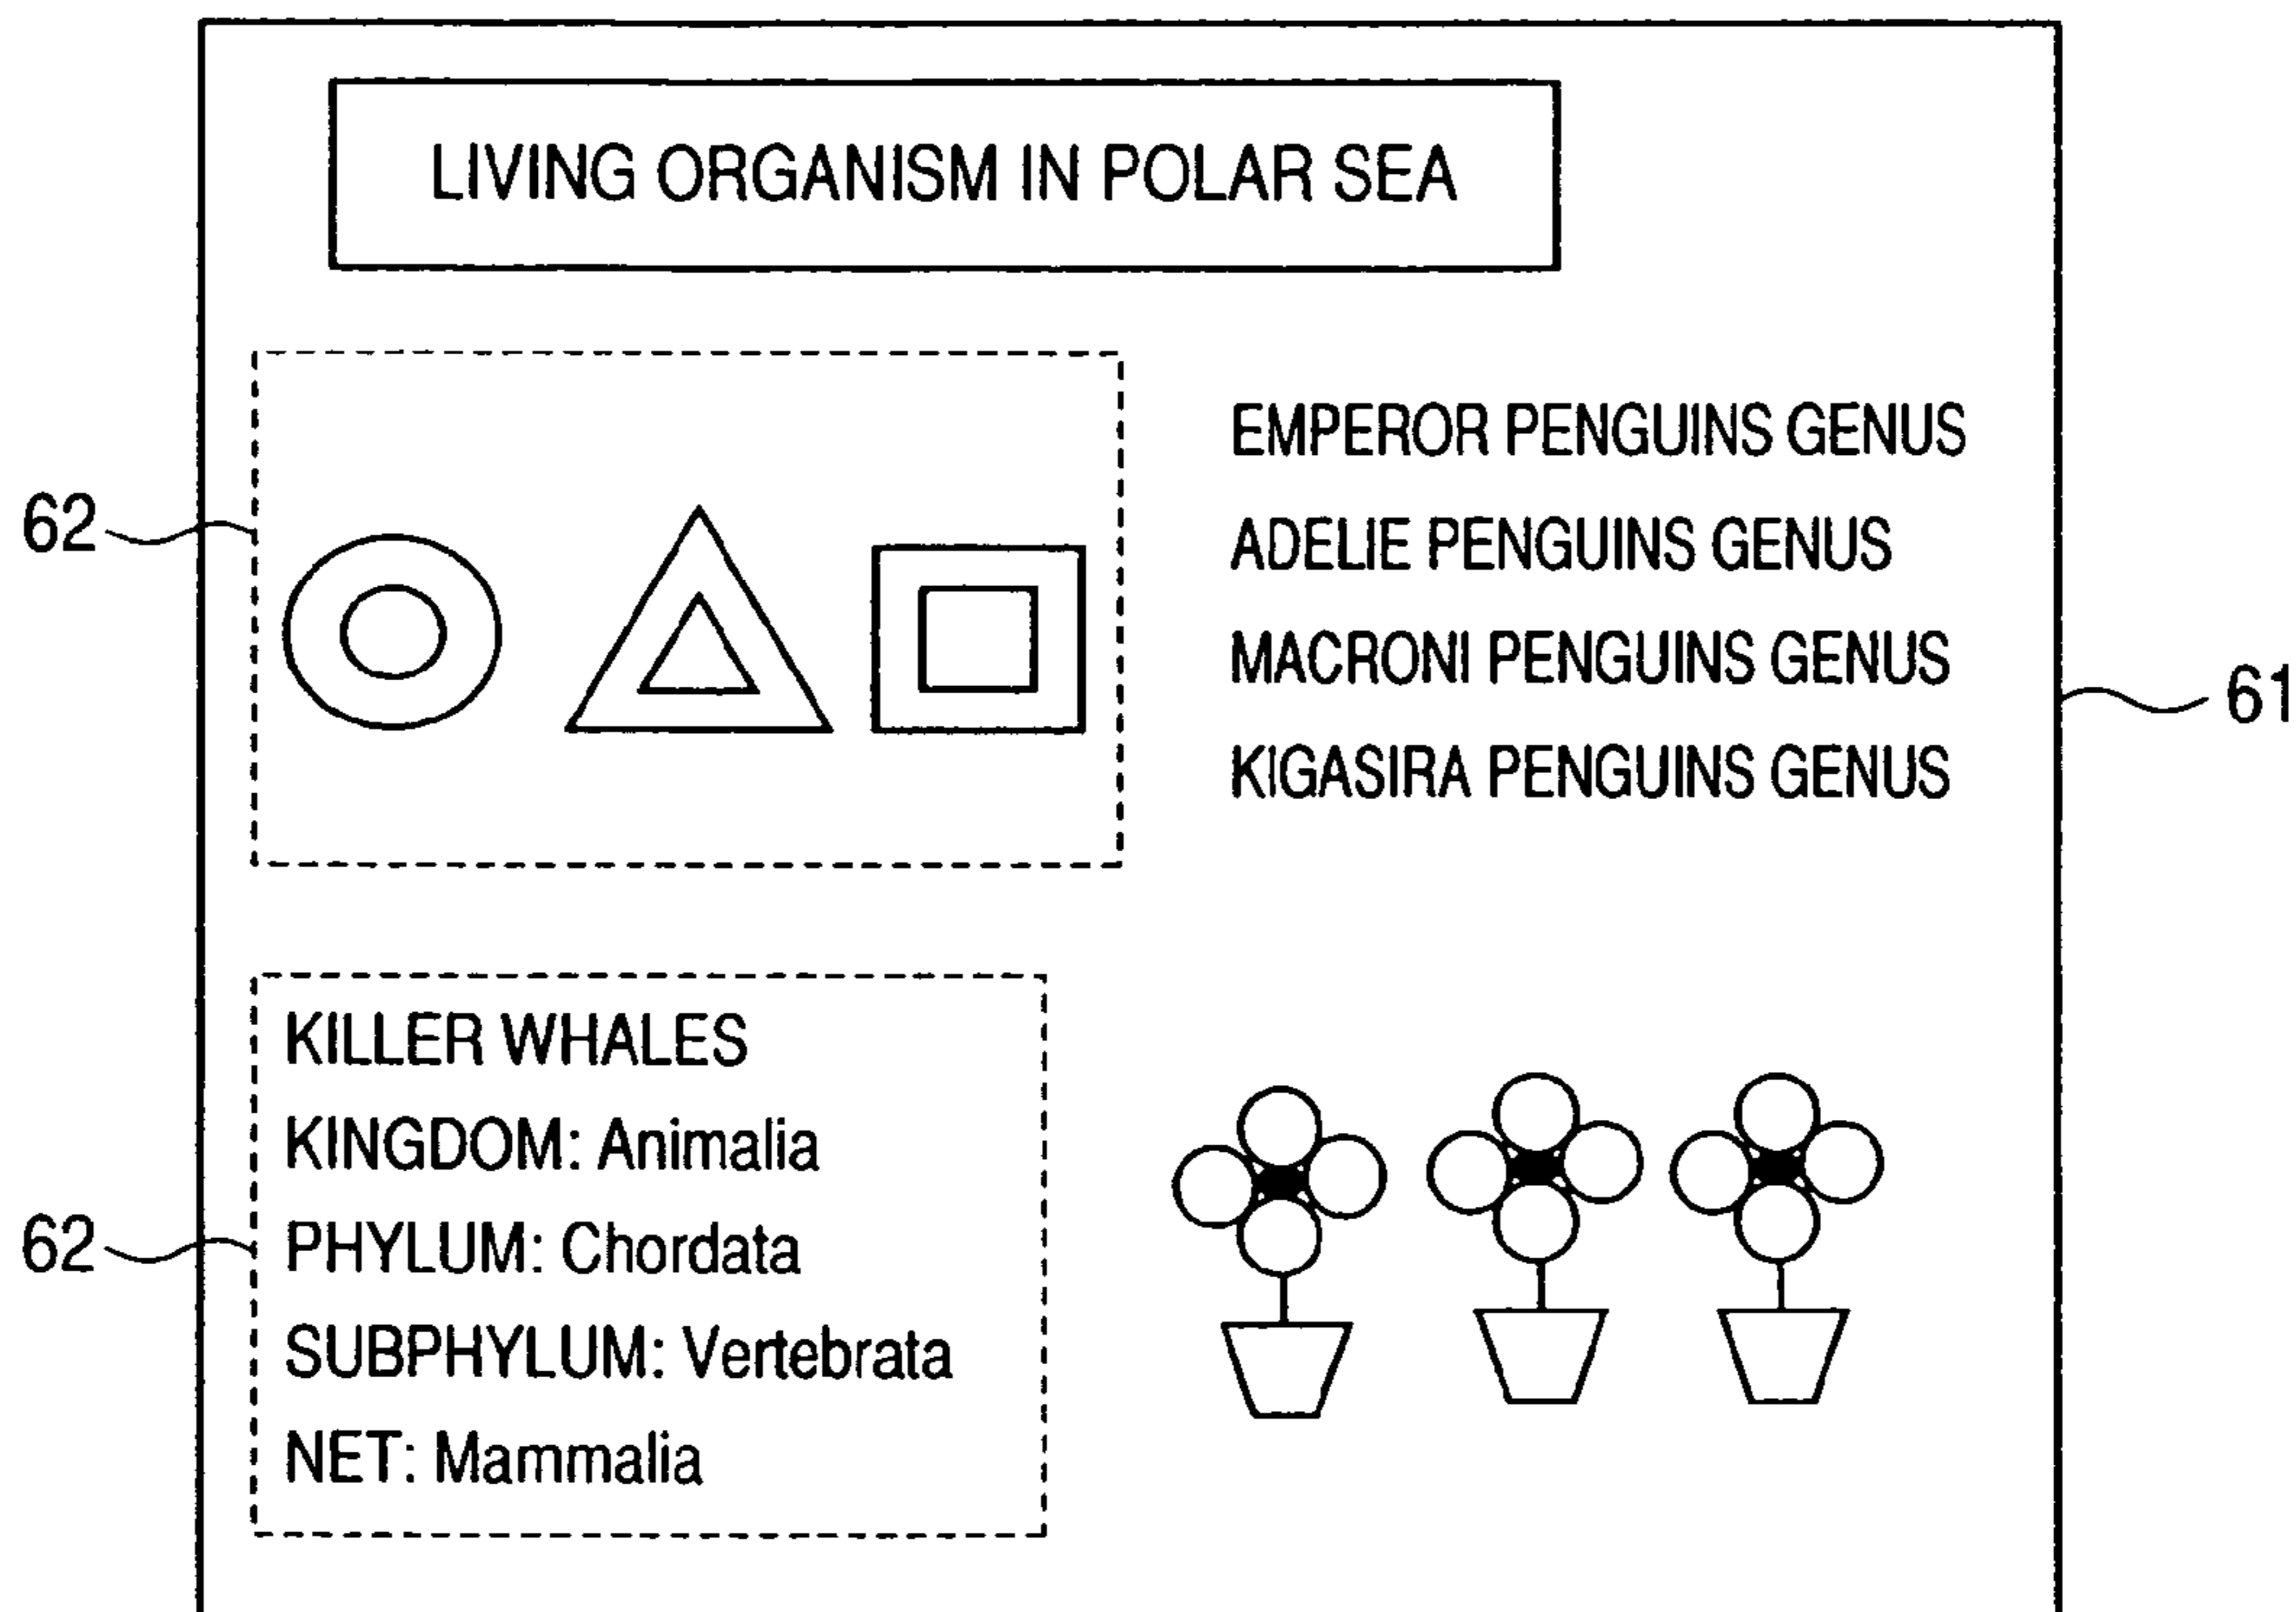 LIVING ORGANISM IN POLAR SEA
62
EMPEROR PENGUINS GENUS
ADELIE PENGUINS GENUS
MACRONI PENGUINS GENUS
KIGASIRA PENGUINS GENUS
61
KILLER WHALES
KINGDOM: Animalia
PHYLUM: Chordata
SUBPHYLUM: Vertebrata
NET: Mammalia
62